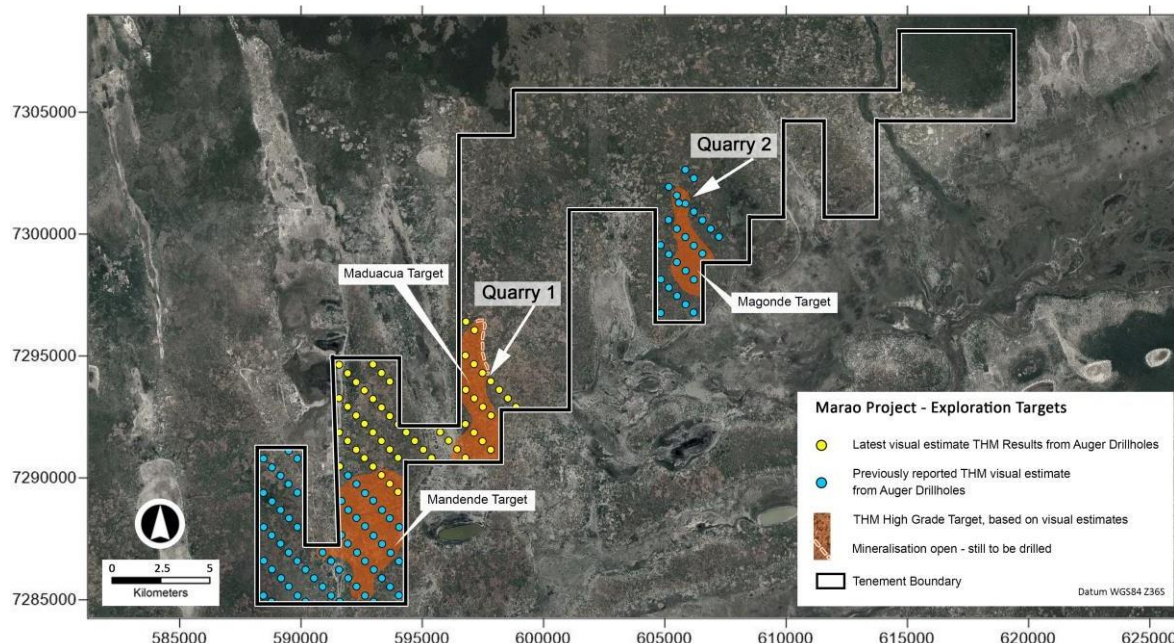 7305000
7300000
7295000
7290000
7285000
Quarry 2
Maduacua Target
Quarry 1
Magonde Target
Mandende Target
0 2.5 5
Kilometers
Marao Project - Exploration Targets
Latest visual estimate THM Results from Auger Drillholes
Previously reported THM visual estimate
from Auger Drillholes
THM High Grade Target, based on visual estimates
Mineralisation open - still to be drilled
Tenement Boundary
Datum WGS84 Z36S
585000 590000 595000 600000 605000 610000 615000 620000 625000